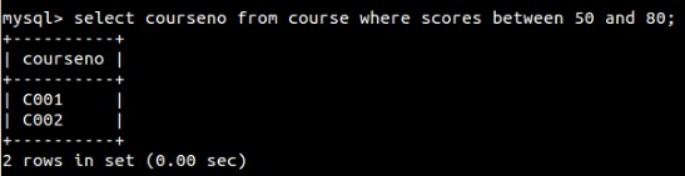 mysql> select courseno from course where scores between 50 and 80;
+----------+
| courseno |
+----------+
| C001     |
| C002     |
+----------+
2 rows in set (0.00 sec)